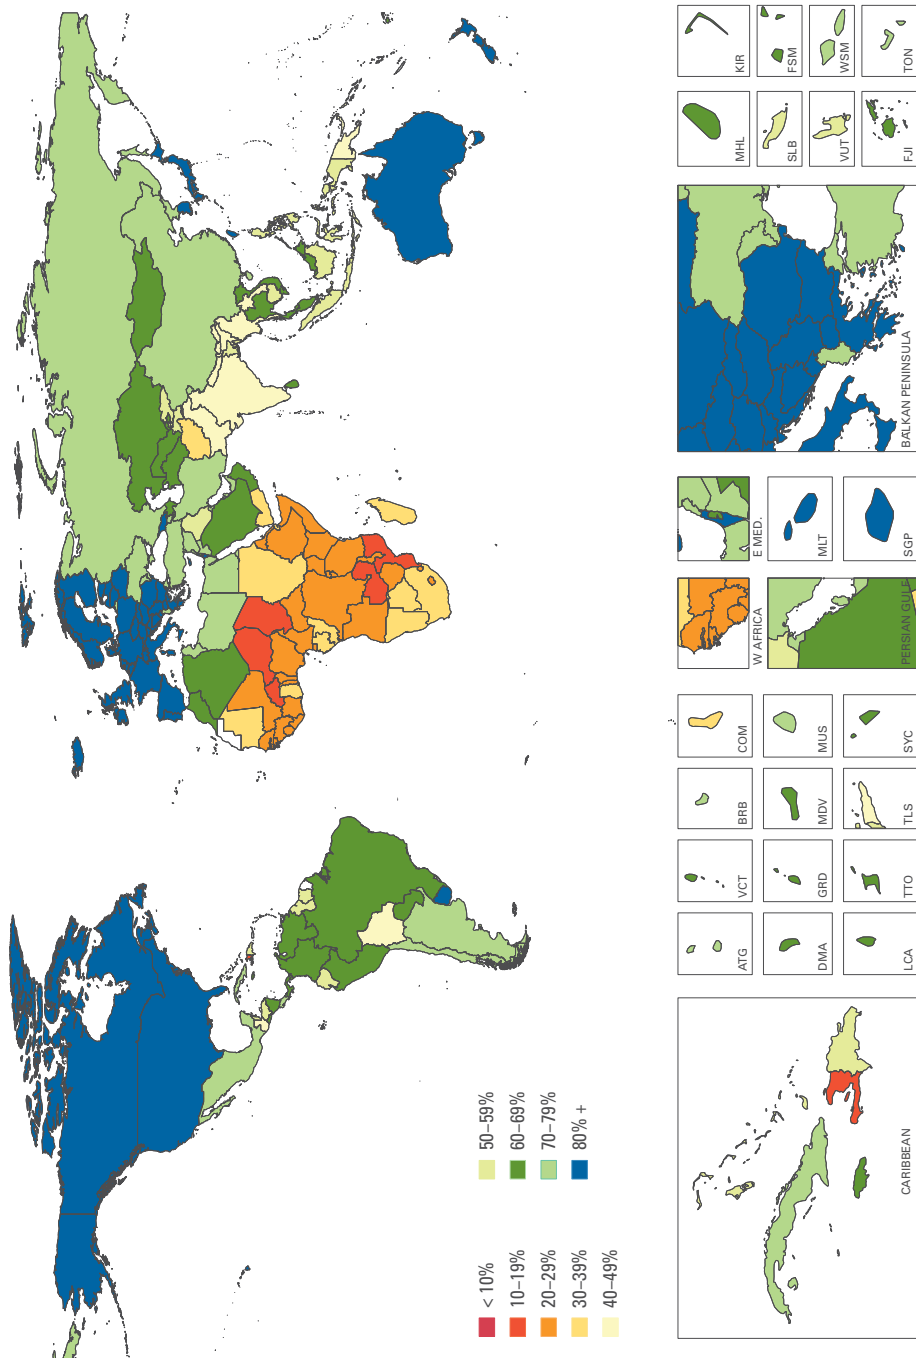 < 10%
10–19%
20–29%
30–39%
40–49%
50–59%
60–69%
70–79%
80% +
CARIBBEAN
ATG
VCT
BRB
COM
DMA
GRD
MDV
MUS
LCA
TTO
TLS
SYC
W AFRICA
E MED.
PERSIAN GULF
MLT
SGP
BALKAN PENINSULA
MHL
KIR
SLB
FSM
VUT
WSM
FJI
TON